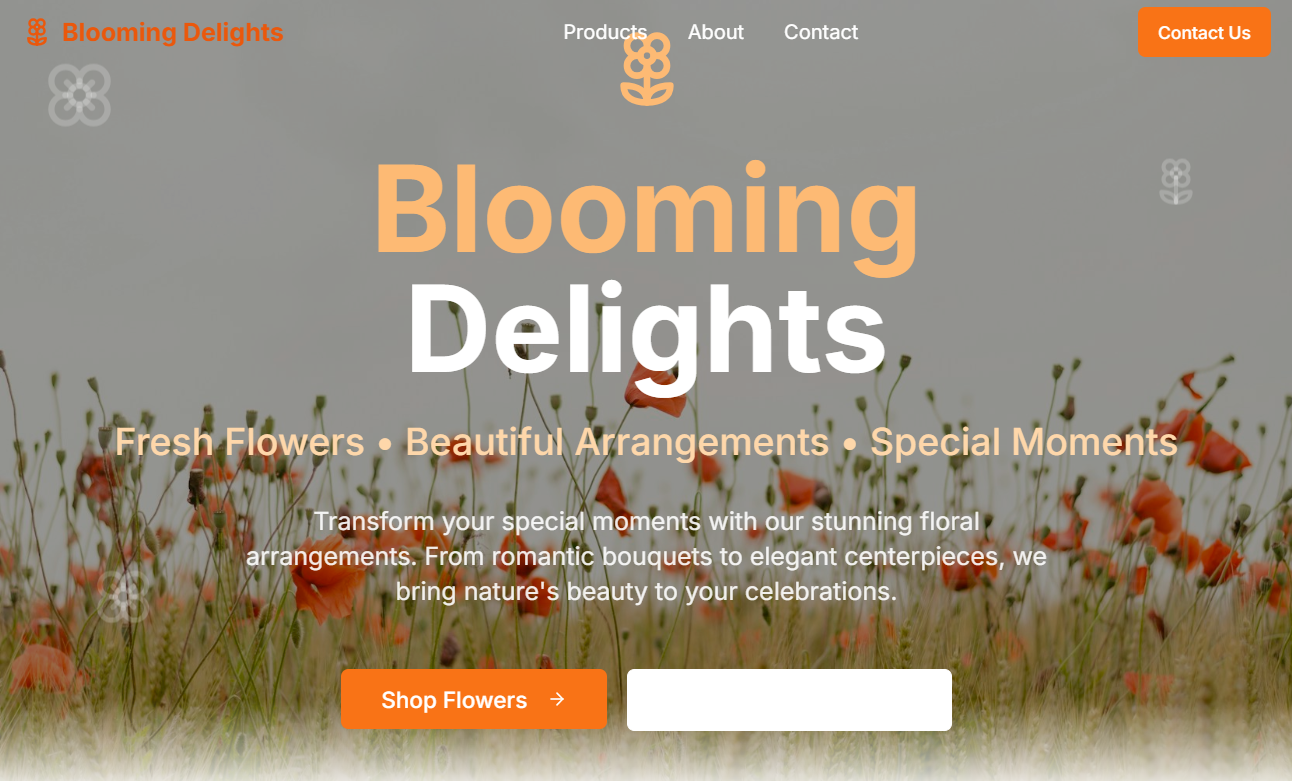 Blooming Delights
Products
About
Contact
Contact Us
Blooming
Delights
Fresh Flowers • Beautiful Arrangements • Special Moments
Transform your special moments with our stunning floral
arrangements. From romantic bouquets to elegant centerpieces, we
bring nature's beauty to your celebrations.
Shop Flowers